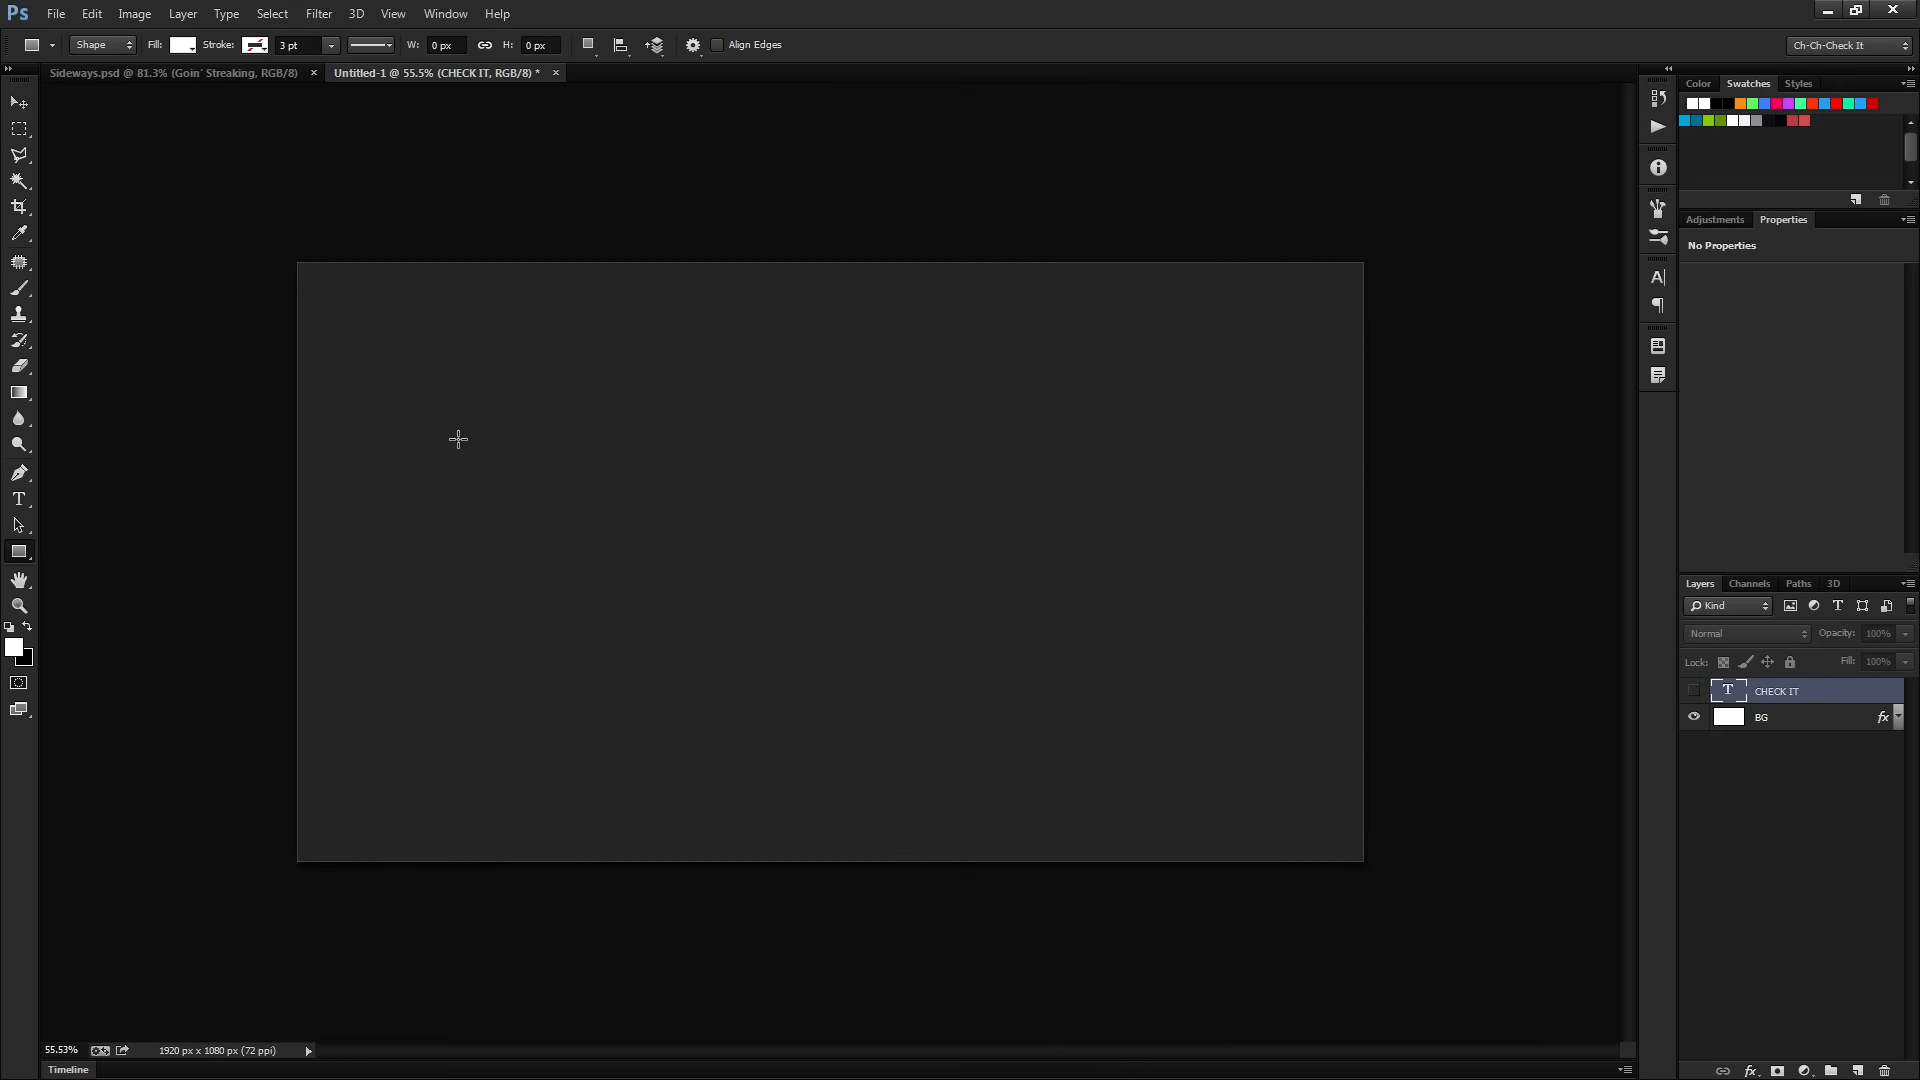 Ps File Edit Image Layer Type Select Filter 3D View Window Help
Shape Fill: Stroke: 3 pt W: 0 px H: 0 px Align Edges Ch-Ch-Check It
Sideways.psd @ 81.3% (Goin' Streaking, RGB/8) × Untitled-1 @ 55.5% (CHECK IT, RGB/8) * ×
Color Swatches Styles
Adjustments Properties
No Properties
Layers Channels Paths 3D
Kind
Normal Opacity: 100%
Lock: Fill: 100%
T CHECK IT
BG fx
55.53% 1920 px x 1080 px (72 ppi)
Timeline
fx